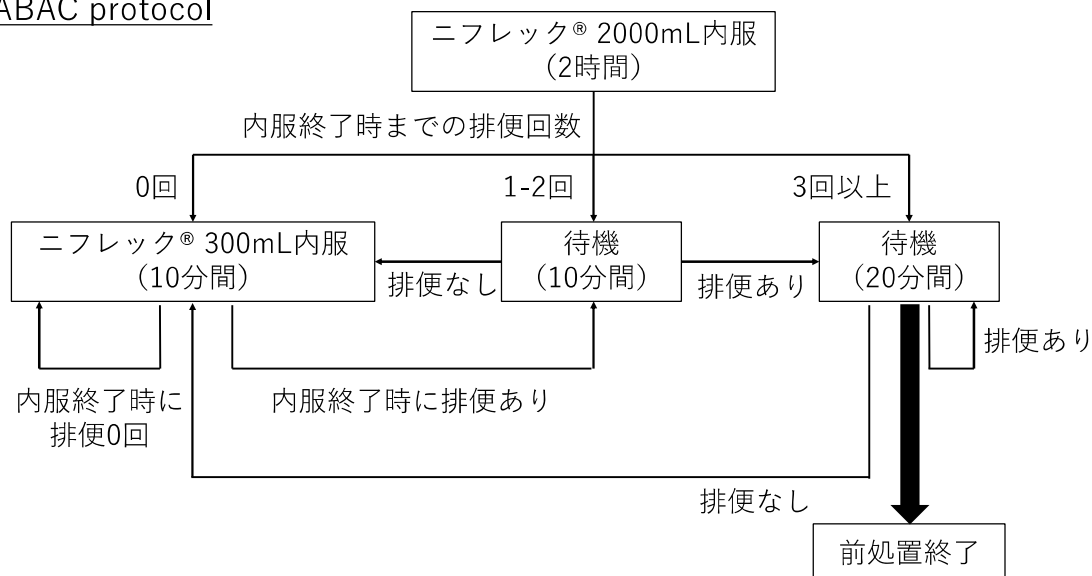 ABAC protocol
ニフレック® 2000mL内服
(2時間)
内服終了時までの排便回数
0回
1-2回
3回以上
ニフレック® 300mL内服
(10分間)
待機
(10分間)
待機
(20分間)
排便なし
排便あり
排便あり
内服終了時に
排便0回
内服終了時に排便あり
排便なし
前処置終了